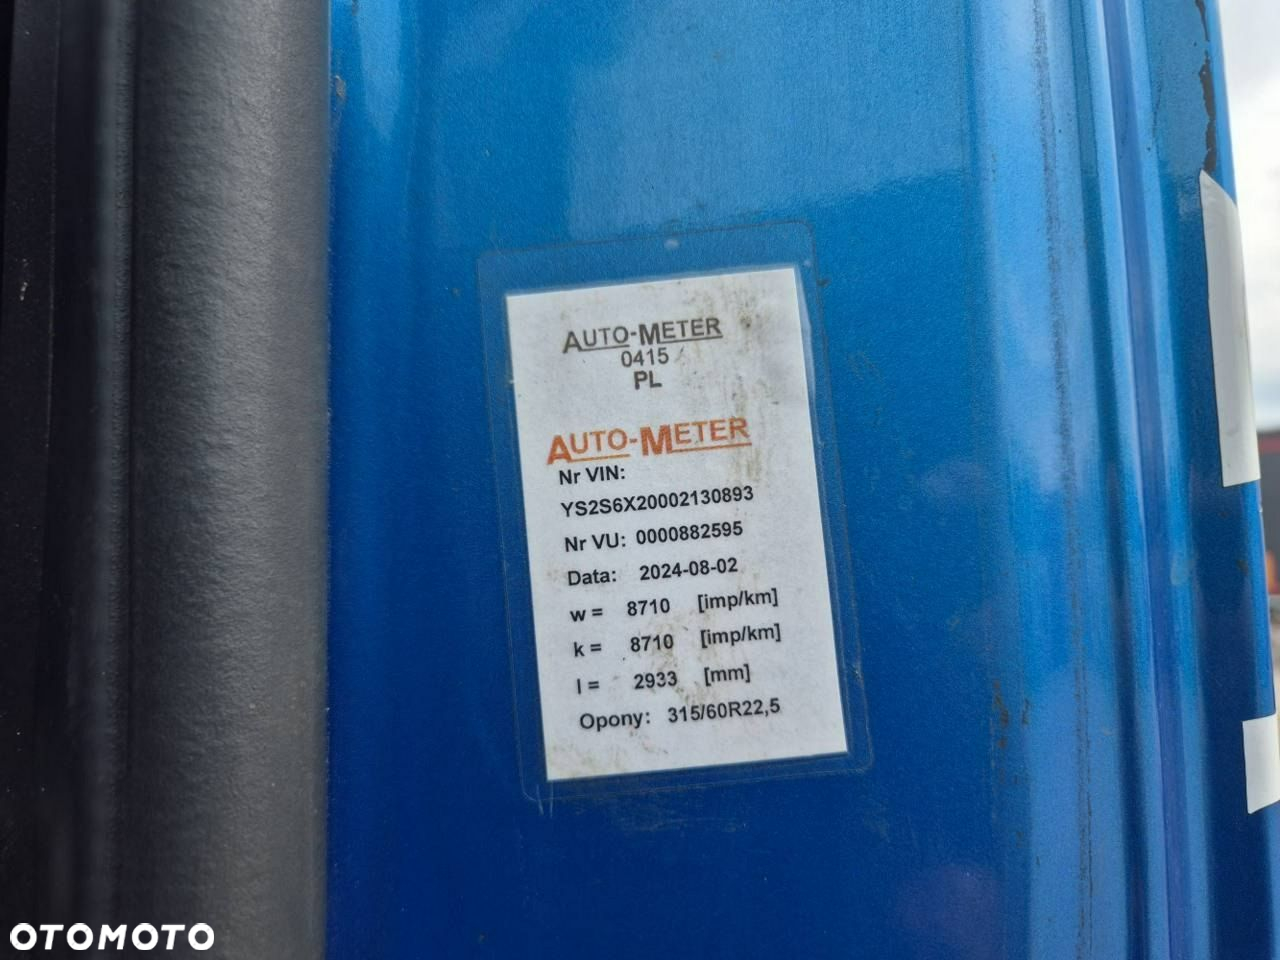 AUTO-METER
0415
PL
AUTO-METER
Nr VIN:
YS2S6X20002130893
Nr VU: 0000882595
Data: 2024-08-02
w = 8710 [imp/km]
k = 8710 [imp/km]
l = 2933 [mm]
Opony: 315/60R22,5
OTOMOTO